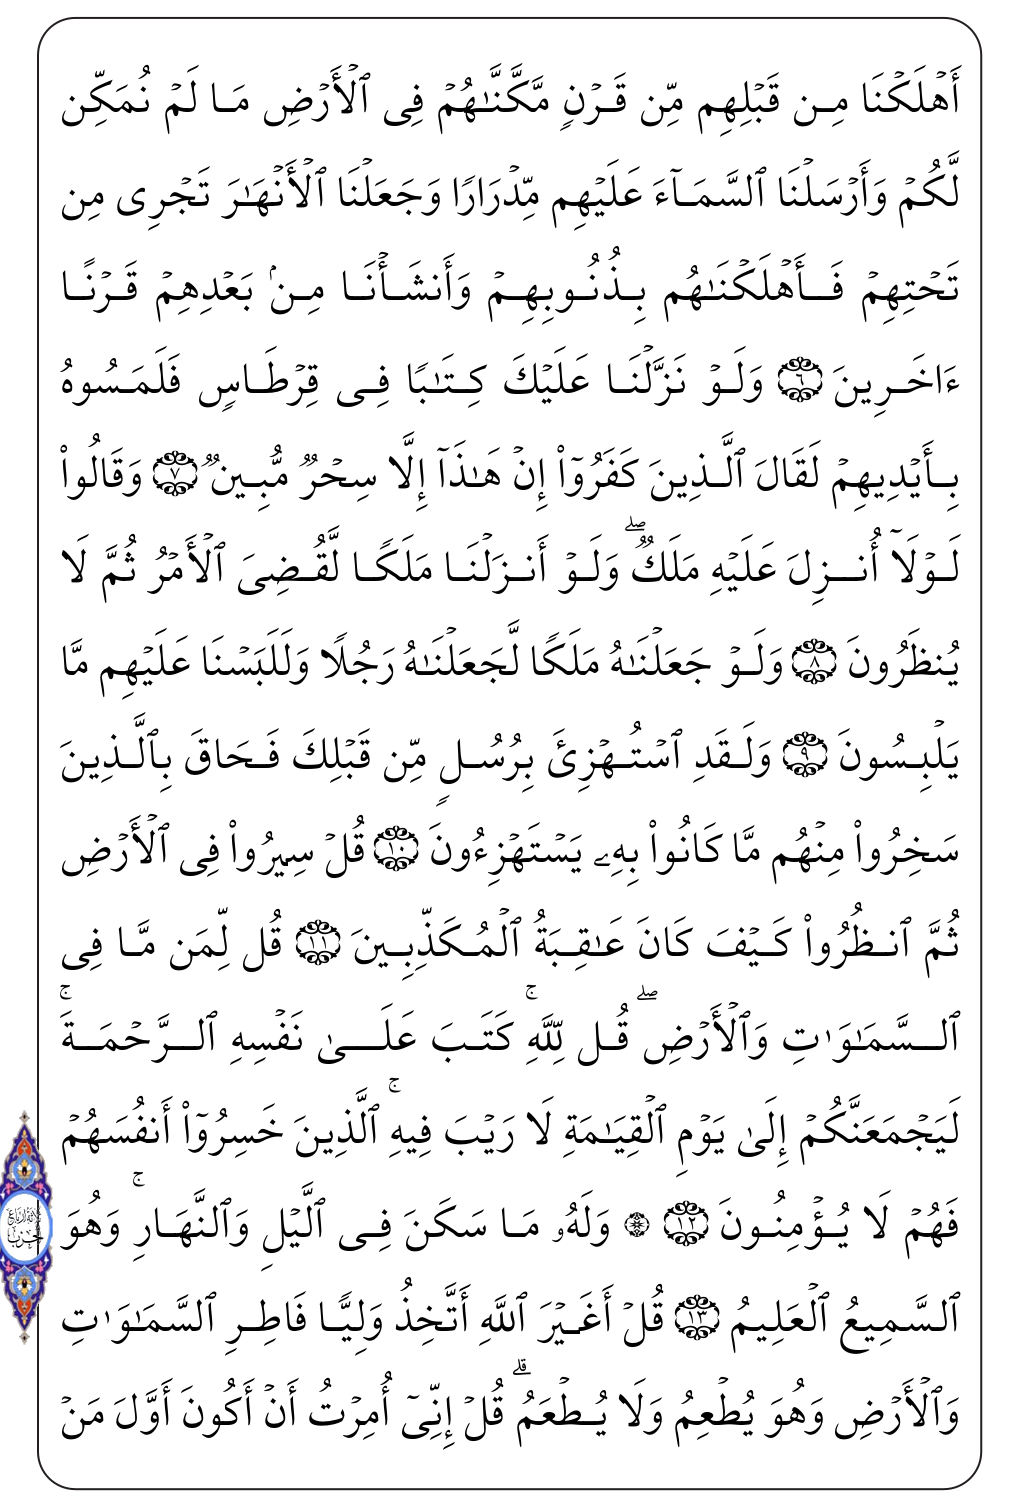 أَهۡلَكۡنَا مِن قَبۡلِهِم مِّن قَرۡنٖ مَّكَّنَّٰهُمۡ فِي ٱلۡأَرۡضِ مَا لَمۡ نُمَكِّن
لَّكُمۡ وَأَرۡسَلۡنَا ٱلسَّمَآءَ عَلَيۡهِم مِّدۡرَارٗا وَجَعَلۡنَا ٱلۡأَنۡهَٰرَ تَجۡرِي مِن
تَحۡتِهِمۡ فَأَهۡلَكۡنَٰهُم بِذُنُوبِهِمۡ وَأَنشَأۡنَا مِنۢ بَعۡدِهِمۡ قَرۡنًا
ءَاخَرِينَ ٦ وَلَوۡ نَزَّلۡنَا عَلَيۡكَ كِتَٰبٗا فِي قِرۡطَاسٖ فَلَمَسُوهُ
بِأَيۡدِيهِمۡ لَقَالَ ٱلَّذِينَ كَفَرُوٓاْ إِنۡ هَٰذَآ إِلَّا سِحۡرٞ مُّبِينٞ ٧ وَقَالُواْ
لَوۡلَآ أُنزِلَ عَلَيۡهِ مَلَكٞۖ وَلَوۡ أَنزَلۡنَا مَلَكٗا لَّقُضِيَ ٱلۡأَمۡرُ ثُمَّ لَا
يُنظَرُونَ ٨ وَلَوۡ جَعَلۡنَٰهُ مَلَكٗا لَّجَعَلۡنَٰهُ رَجُلٗا وَلَلَبَسۡنَا عَلَيۡهِم مَّا
يَلۡبِسُونَ ٩ وَلَقَدِ ٱسۡتُهۡزِئَ بِرُسُلٖ مِّن قَبۡلِكَ فَحَاقَ بِٱلَّذِينَ
سَخِرُواْ مِنۡهُم مَّا كَانُواْ بِهِۦ يَسۡتَهۡزِءُونَ ١٠ قُلۡ سِيرُواْ فِي ٱلۡأَرۡضِ
ثُمَّ ٱنظُرُواْ كَيۡفَ كَانَ عَٰقِبَةُ ٱلۡمُكَذِّبِينَ ١١ قُل لِّمَن مَّا فِي
ٱلسَّمَٰوَٰتِ وَٱلۡأَرۡضِۖ قُل لِّلَّهِۚ كَتَبَ عَلَىٰ نَفۡسِهِ ٱلرَّحۡمَةَۚ
لَيَجۡمَعَنَّكُمۡ إِلَىٰ يَوۡمِ ٱلۡقِيَٰمَةِ لَا رَيۡبَ فِيهِۚ ٱلَّذِينَ خَسِرُوٓاْ أَنفُسَهُمۡ
فَهُمۡ لَا يُؤۡمِنُونَ ١٢ ۞ وَلَهُۥ مَا سَكَنَ فِي ٱلَّيۡلِ وَٱلنَّهَارِۚ وَهُوَ
ٱلسَّمِيعُ ٱلۡعَلِيمُ ١٣ قُلۡ أَغَيۡرَ ٱللَّهِ أَتَّخِذُ وَلِيّٗا فَاطِرِ ٱلسَّمَٰوَٰتِ
وَٱلۡأَرۡضِ وَهُوَ يُطۡعِمُ وَلَا يُطۡعَمُۗ قُلۡ إِنِّيٓ أُمِرۡتُ أَنۡ أَكُونَ أَوَّلَ مَنۡ